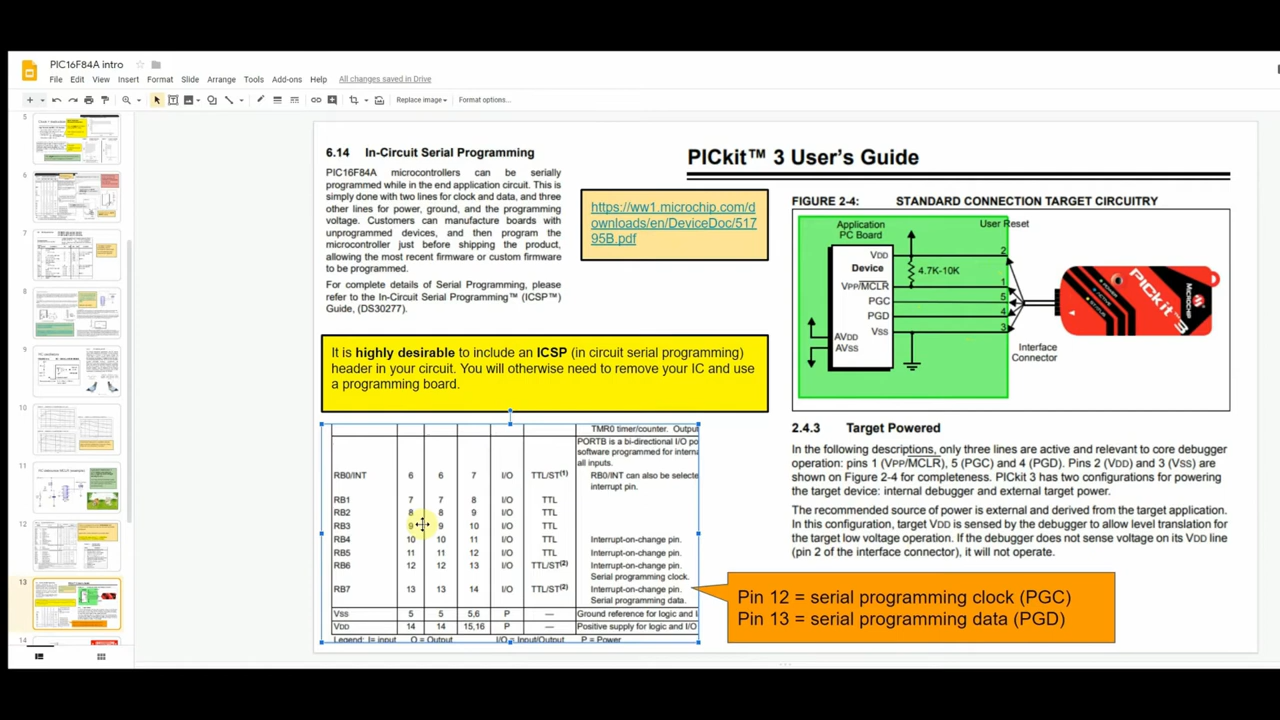 PIC16F84A intro
File Edit View Insert Format Slide Arrange Tools Add-ons Help All changes saved in Drive
Replace image Format options...
5
6
7
8
9
10
11
12
13
14
6.14 In-Circuit Serial Programming
PIC16F84A microcontrollers can be serially
programmed while in the end application circuit. This is
simply done with two lines for clock and data, and three
other lines for power, ground, and the programming
voltage. Customers can manufacture boards with
unprogrammed devices, and then program the
microcontroller just before shipping the product,
allowing the most recent firmware or custom firmware
to be programmed.
For complete details of Serial Programming, please
refer to the In-Circuit Serial Programming™ (ICSP™)
Guide, (DS30277).
https://ww1.microchip.com/d
ownloads/en/DeviceDoc/517
95B.pdf
It is highly desirable to include an ICSP (in circuit serial programming)
header in your circuit. You will otherwise need to remove your IC and use
a programming board.
TMR0 timer/counter. Output
PORTB is a bi-directional I/O po
software programmed for interna
all inputs.
RB0/INT 6 6 7 I/O TTL/ST(1) RB0/INT can also be selecte
interrupt pin.
RB1 7 7 8 I/O TTL
RB2 8 8 9 I/O TTL
RB3 9 9 10 I/O TTL
RB4 10 10 11 I/O TTL Interrupt-on-change pin.
RB5 11 11 12 I/O TTL Interrupt-on-change pin.
RB6 12 12 13 I/O TTL/ST(2) Interrupt-on-change pin.
Serial programming clock.
RB7 13 13 14 I/O TTL/ST(2) Interrupt-on-change pin.
Serial programming data.
VSS 5 5 5,6 P — Ground reference for logic and I
VDD 14 14 15,16 P — Positive supply for logic and I/O
Legend: I= input O = Output I/O = Input/Output P = Power
PICkit™ 3 User's Guide
FIGURE 2-4: STANDARD CONNECTION TARGET CIRCUITRY
Application
PC Board
User Reset
VDD 2
Device 4.7K-10K
VPP/MCLR 1
PGC 5
PGD 4
VSS 3
AVDD
AVSS
Interface
Connector
PICkit 3
MICROCHIP
2.4.3 Target Powered
In the following descriptions, only three lines are active and relevant to core debugger
operation: pins 1 (VPP/MCLR), 5 (PGC) and 4 (PGD). Pins 2 (VDD) and 3 (VSS) are
shown on Figure 2-4 for completeness. PICkit 3 has two configurations for powering
the target device: internal debugger and external target power.
The recommended source of power is external and derived from the target application.
In this configuration, target VDD is sensed by the debugger to allow level translation for
the target low voltage operation. If the debugger does not sense voltage on its VDD line
(pin 2 of the interface connector), it will not operate.
Pin 12 = serial programming clock (PGC)
Pin 13 = serial programming data (PGD)